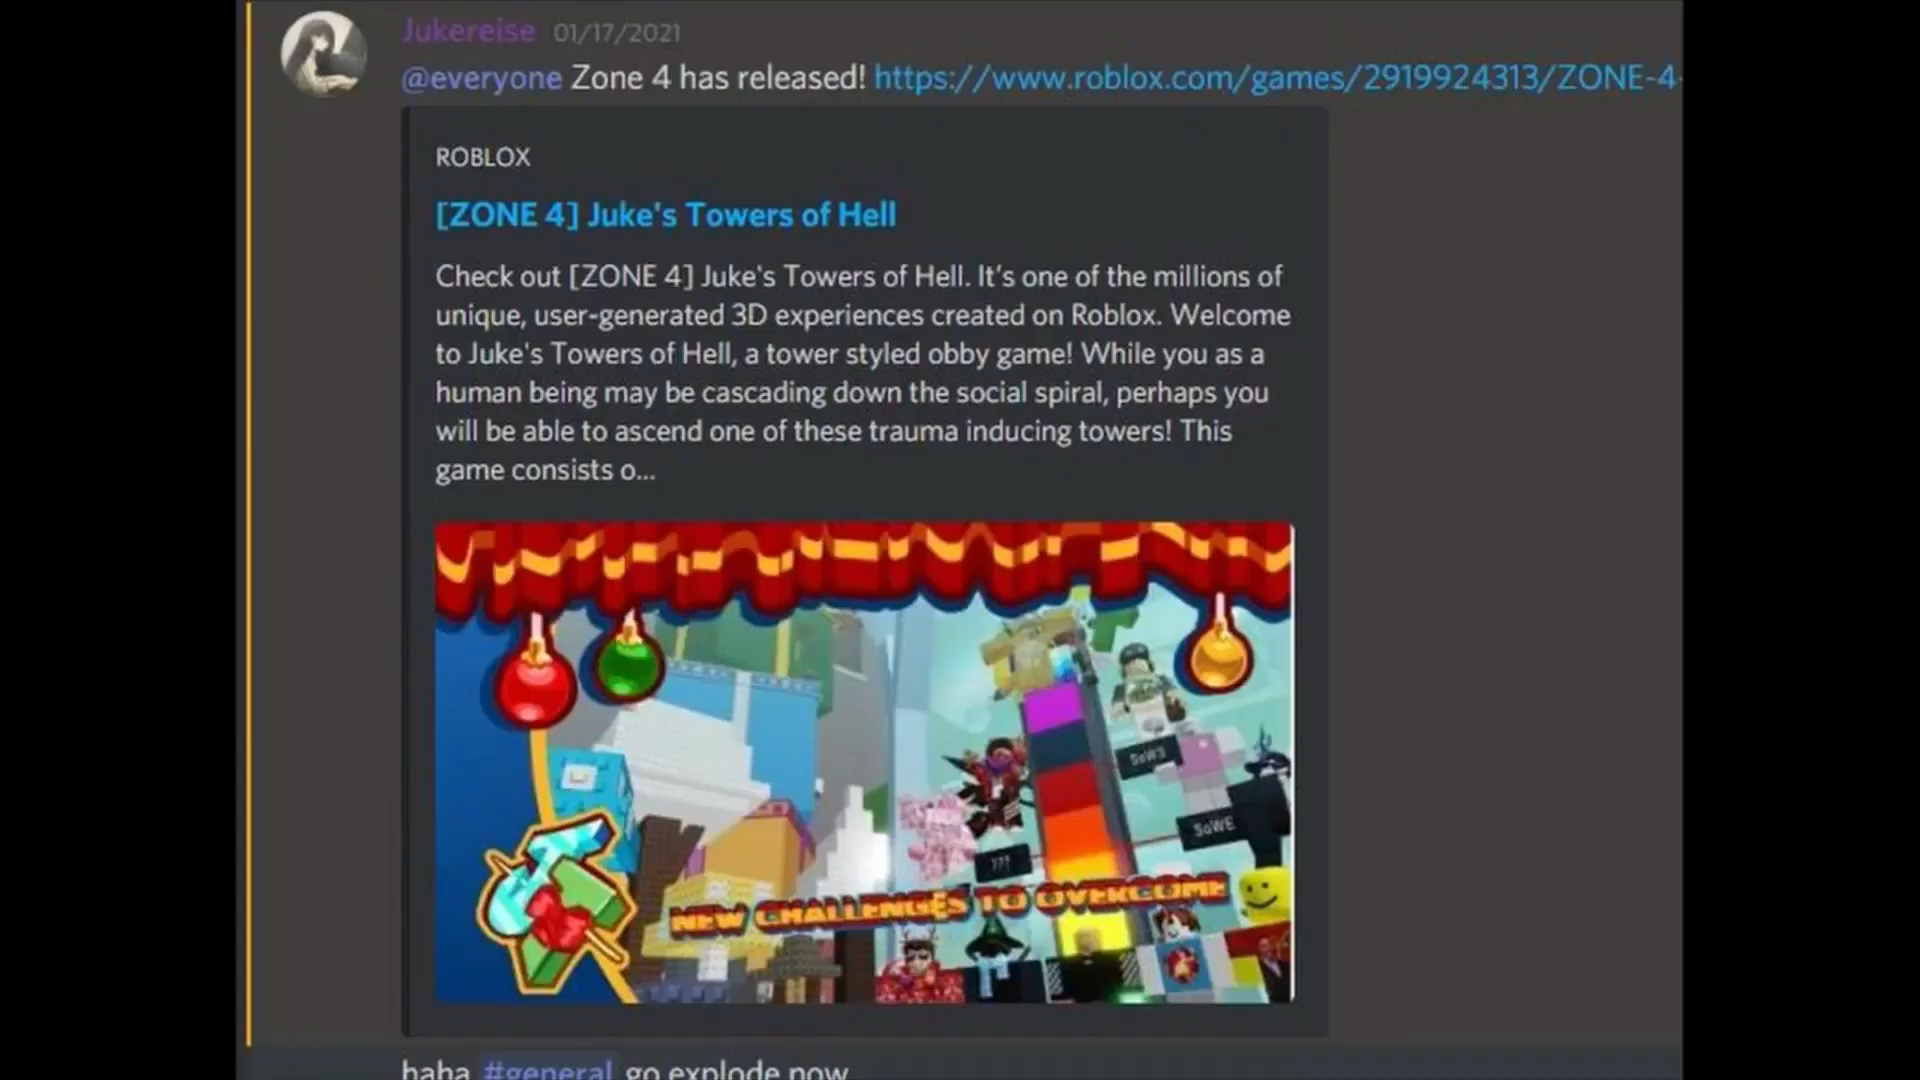 Jukereise 01/17/2021
@everyone Zone 4 has released! https://www.roblox.com/games/2919924313/ZONE-4-
ROBLOX
[ZONE 4] Juke's Towers of Hell
Check out [ZONE 4] Juke's Towers of Hell. It's one of the millions of
unique, user-generated 3D experiences created on Roblox. Welcome
to Juke's Towers of Hell, a tower styled obby game! While you as a
human being may be cascading down the social spiral, perhaps you
will be able to ascend one of these trauma inducing towers! This
game consists o...
SoWS
SoWE
???
NEW CHALLENGES TO OVERCOME
haha #general go explode now